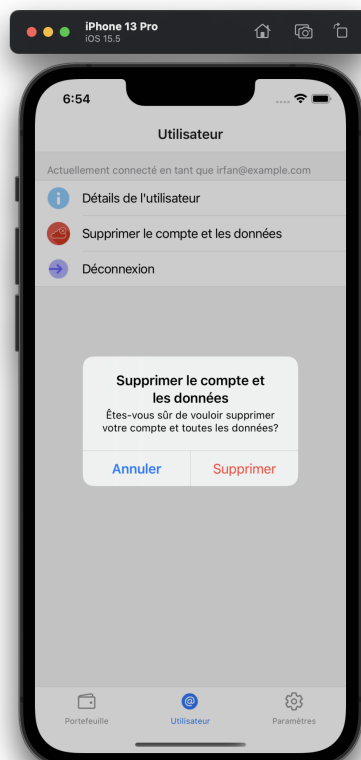 iPhone 13 Pro
iOS 15.5
6:54
Utilisateur
Actuellement connecté en tant que irfan@example.com
Détails de l'utilisateur
Supprimer le compte et les données
Déconnexion
Supprimer le compte et
les données
Êtes-vous sûr de vouloir supprimer
votre compte et toutes les données?
Annuler Supprimer
Portefeuille Utilisateur Paramètres